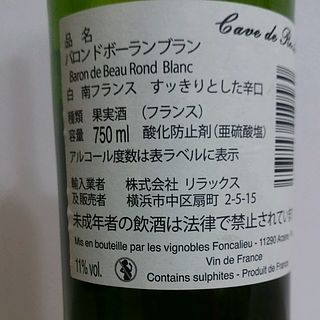 Cave de
品 名
バロンドボーランブラン
Baron de Beau Rond Blanc
白 南フランス すっきりとした辛口
種類 果実酒 (フランス)
容量 750 ml 酸化防止剤(亜硫酸塩)
アルコール度数は表ラベルに表示
輸入業者 株式会社 リラックス
及販売者 横浜市中区扇町 2-5-15
未成年者の飲酒は法律で禁止されてい
Mis en bouteille par les vignobles Foncalieu - 11290
Vin de France
11% vol.
Contains sulphites - Produit de France